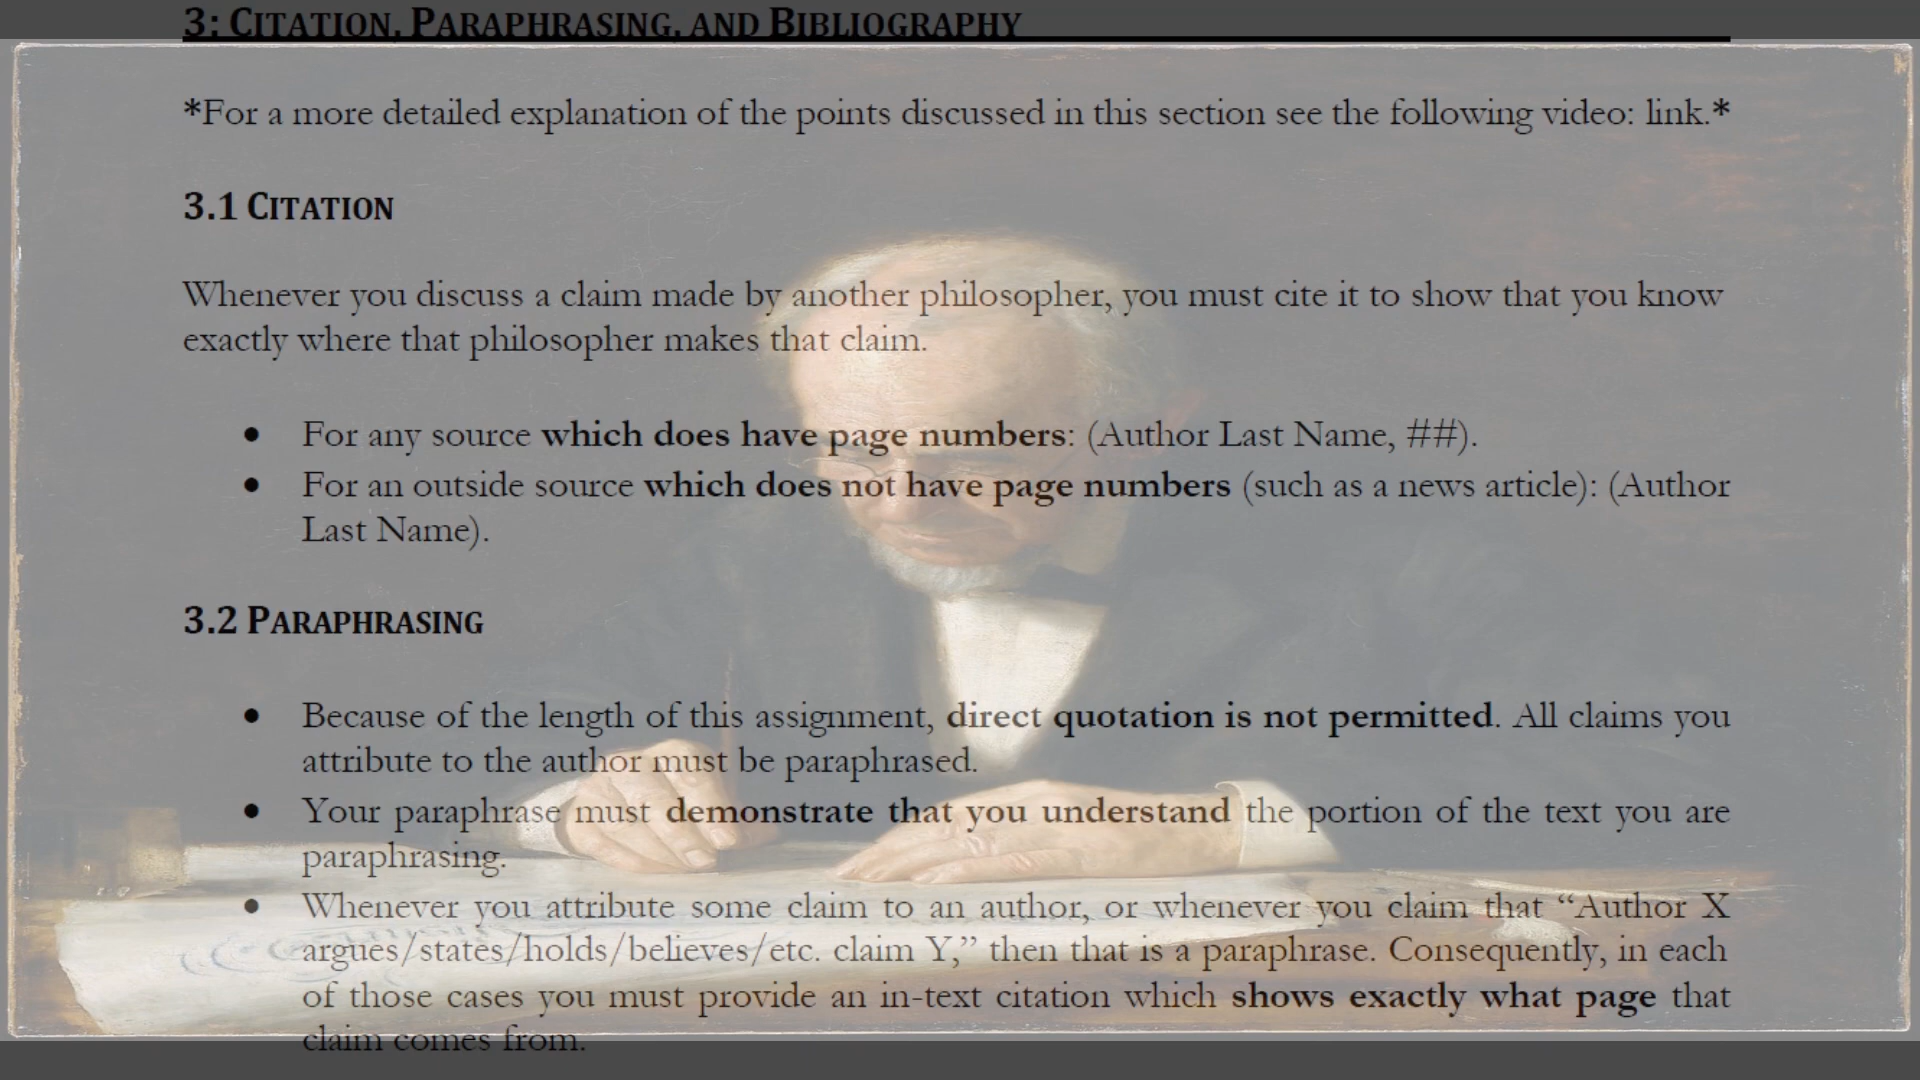 3: CITATION, PARAPHRASING, AND BIBLIOGRAPHY
*For a more detailed explanation of the points discussed in this section see the following video: link.*
3.1 CITATION
Whenever you discuss a claim made by another philosopher, you must cite it to show that you know
exactly where that philosopher makes that claim.
● For any source which does have page numbers: (Author Last Name, ##).
● For an outside source which does not have page numbers (such as a news article): (Author
Last Name).
3.2 PARAPHRASING
● Because of the length of this assignment, direct quotation is not permitted. All claims you
attribute to the author must be paraphrased.
● Your paraphrase must demonstrate that you understand the portion of the text you are
paraphrasing.
● Whenever you attribute some claim to an author, or whenever you claim that “Author X
argues/states/holds/believes/etc. claim Y,” then that is a paraphrase. Consequently, in each
of those cases you must provide an in-text citation which shows exactly what page that
claim comes from.